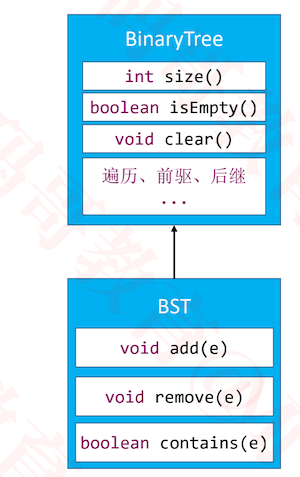 BinaryTree
int size()
boolean isEmpty()
void clear()
遍历、前驱、后继
...
BST
void add(e)
void remove(e)
boolean contains(e)